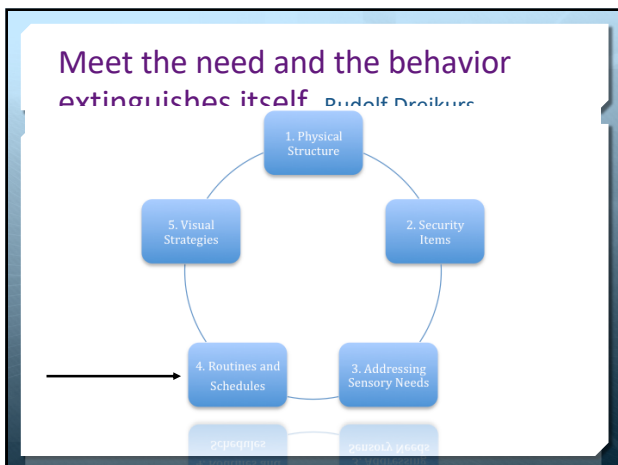 Meet the need and the behavior
extinguishes itself Rudolf Dreikurs
1. Physical
Structure
5. Visual
Strategies
2. Security
Items
4. Routines and
Schedules
3. Addressing
Sensory Needs